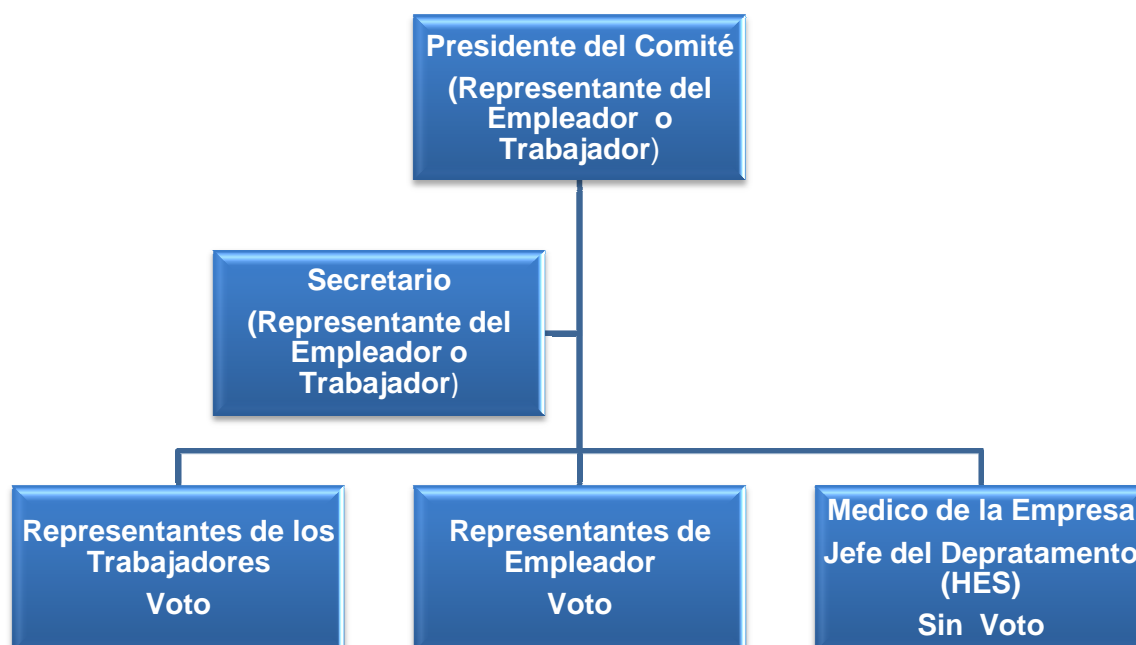 Presidente del Comité
(Representante del
Empleador o
Trabajador)
Secretario
(Representante del
Empleador o
Trabajador)
Representantes de los
Trabajadores
Voto
Representantes de
Empleador
Voto
Medico de la Empresa
Jefe del Depratamento
(HES)
Sin Voto